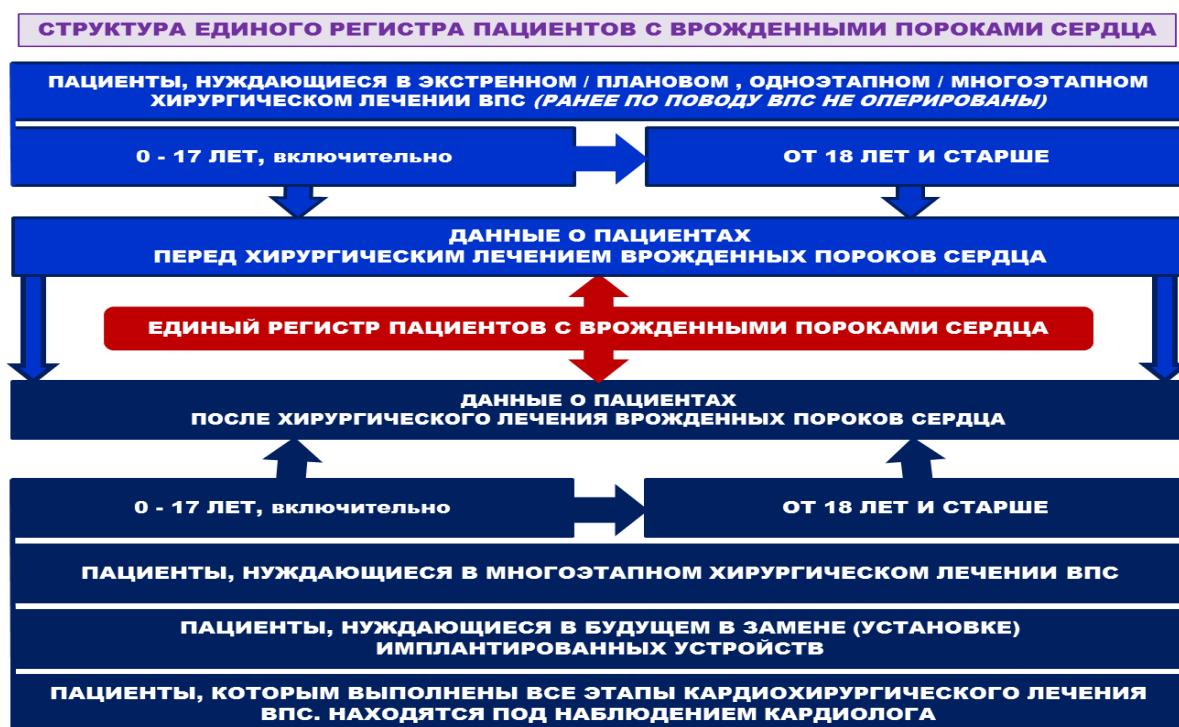 СТРУКТУРА ЕДИНОГО РЕГИСТРА ПАЦИЕНТОВ С ВРОЖДЕННЫМИ ПОРОКАМИ СЕРДЦА
ПАЦИЕНТЫ, НУЖДАЮЩИЕСЯ В ЭКСТРЕННОМ / ПЛАНОВОМ , ОДНОЭТАПНОМ / МНОГОЭТАПНОМ
ХИРУРГИЧЕСКОМ ЛЕЧЕНИИ ВПС (РАНЕЕ ПО ПОВОДУ ВПС НЕ ОПЕРИРОВАНЫ)
0 - 17 ЛЕТ, включительно
ОТ 18 ЛЕТ И СТАРШЕ
ДАННЫЕ О ПАЦИЕНТАХ
ПЕРЕД ХИРУРГИЧЕСКИМ ЛЕЧЕНИЕМ ВРОЖДЕННЫХ ПОРОКОВ СЕРДЦА
ЕДИНЫЙ РЕГИСТР ПАЦИЕНТОВ С ВРОЖДЕННЫМИ ПОРОКАМИ СЕРДЦА
ДАННЫЕ О ПАЦИЕНТАХ
ПОСЛЕ ХИРУРГИЧЕСКОГО ЛЕЧЕНИЯ ВРОЖДЕННЫХ ПОРОКОВ СЕРДЦА
0 - 17 ЛЕТ, включительно
ОТ 18 ЛЕТ И СТАРШЕ
ПАЦИЕНТЫ, НУЖДАЮЩИЕСЯ В МНОГОЭТАПНОМ ХИРУРГИЧЕСКОМ ЛЕЧЕНИИ ВПС
ПАЦИЕНТЫ, НУЖДАЮЩИЕСЯ В БУДУЩЕМ В ЗАМЕНЕ (УСТАНОВКЕ)
ИМПЛАНТИРОВАННЫХ УСТРОЙСТВ
ПАЦИЕНТЫ, КОТОРЫМ ВЫПОЛНЕНЫ ВСЕ ЭТАПЫ КАРДИОХИРУРГИЧЕСКОГО ЛЕЧЕНИЯ
ВПС. НАХОДЯТСЯ ПОД НАБЛЮДЕНИЕМ КАРДИОЛОГА